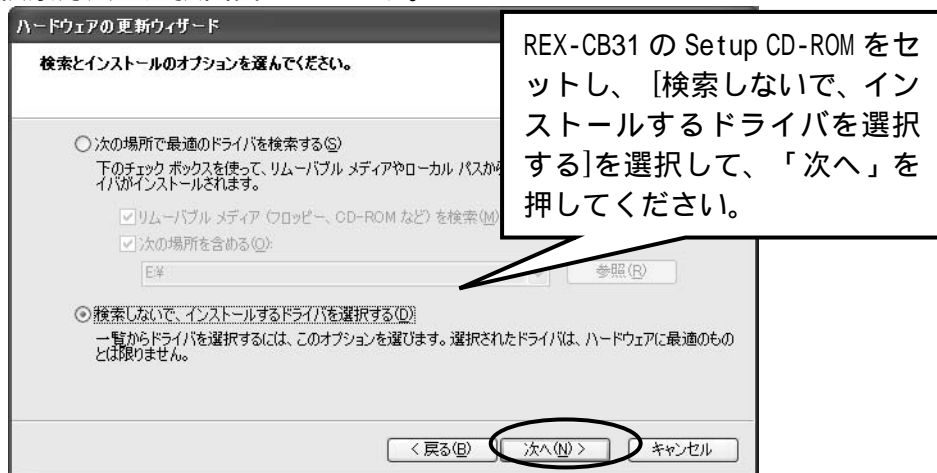 ハードウェアの更新ウィザード
検索とインストールのオプションを選んでください。
REX-CB31 の Setup CD-ROM をセ
ットし、 [検索しないで、イン
ストールするドライバを選択
する]を選択して、「次へ」を
押してください。
次の場所で最適のドライバを検索する(S)
下のチェック ボックスを使って、リムーバブル メディアやローカル パスから
イバがインストールされます。
リムーバブル メディア (フロッピー、CD-ROM など) を検索(M)
次の場所を含める(O):
E:¥
参照(R)
検索しないで、インストールするドライバを選択する(D)
一覧からドライバを選択するには、このオプションを選びます。選択されたドライバは、ハードウェアに最適のもの
とは限りません。
< 戻る(B)
次へ(N) >
キャンセル